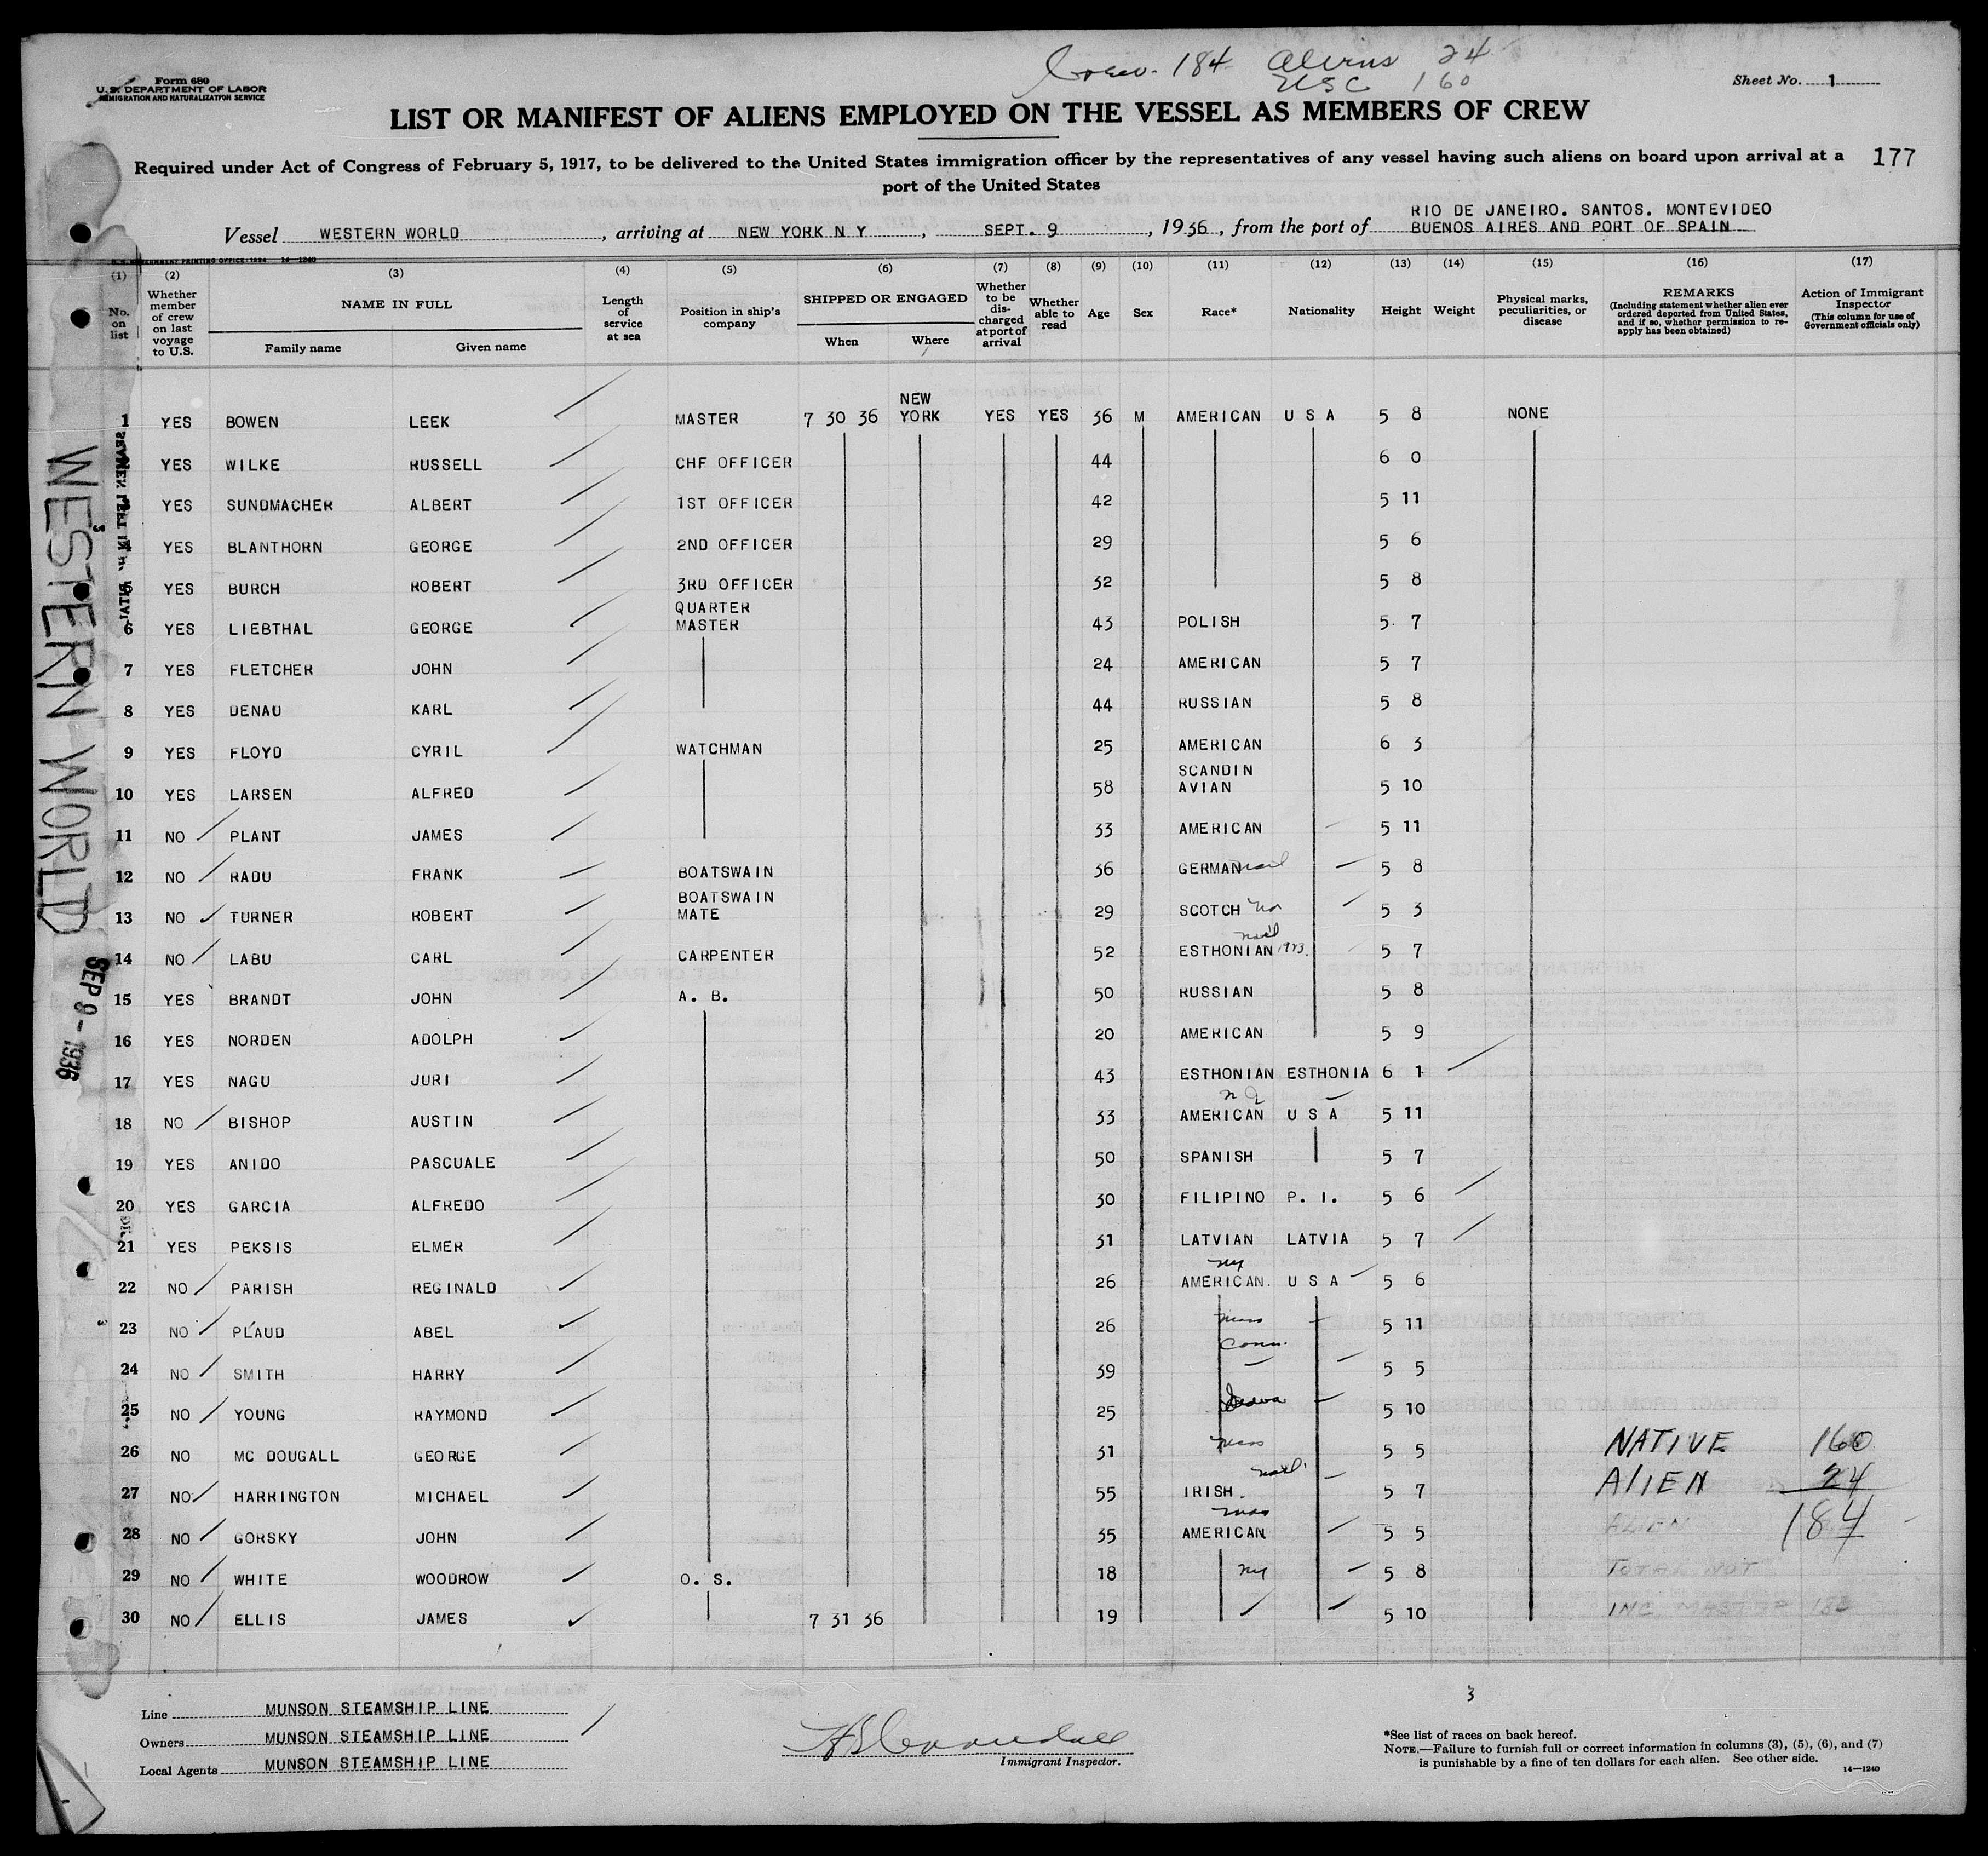 Form 689
U. S. DEPARTMENT OF LABOR
IMMIGRATION AND NATURALIZATION SERVICE
Crew. 184 Aliens 24
USC 160
Sheet No. 1
LIST OR MANIFEST OF ALIENS EMPLOYED ON THE VESSEL AS MEMBERS OF CREW
Required under Act of Congress of February 5, 1917, to be delivered to the United States immigration officer by the representatives of any vessel having such aliens on board upon arrival at a
port of the United States
177
Vessel WESTERN WORLD, arriving at NEW YORK N Y, SEPT. 9, 1936, from the port of RIO DE JANEIRO. SANTOS. MONTEVIDEO
BUENOS AIRES AND PORT OF SPAIN
GOVERNMENT PRINTING OFFICE: 1934 14—1240
(1) (2) (3) (4) (5) (6) (7) (8) (9) (10) (11) (12) (13) (14) (15) (16) (17)
No. on list
Whether member of crew on last voyage to U.S.
NAME IN FULL
Family name Given name
Length of service at sea
Position in ship's company
SHIPPED OR ENGAGED
When Where
Whether to be discharged at port of arrival
Whether able to read
Age
Sex
Race*
Nationality
Height
Weight
Physical marks, peculiarities, or disease
REMARKS
(Including statement whether alien ever ordered deported from United States, and if so, whether permission to re-apply has been obtained)
Action of Immigrant Inspector
(This column for use of Government officials only)
1 YES BOWEN LEEK MASTER 7 30 36 NEW YORK YES YES 36 M AMERICAN U S A 5 8 NONE
YES WILKE RUSSELL CHF OFFICER 44 6 0
3 YES SUNDMACHER ALBERT 1ST OFFICER 42 5 11
4 YES BLANTHORN GEORGE 2ND OFFICER 29 5 6
5 YES BURCH ROBERT 3RD OFFICER 32 5 8
6 YES LIEBTHAL GEORGE QUARTER MASTER 43 POLISH 5 7
7 YES FLETCHER JOHN 24 AMERICAN 5 7
8 YES DENAU KARL 44 RUSSIAN 5 8
9 YES FLOYD CYRIL WATCHMAN 25 AMERICAN 6 3
10 YES LARSEN ALFRED 58 SCANDIN AVIAN 5 10
11 NO PLANT JAMES 33 AMERICAN 5 11
12 NO RADU FRANK BOATSWAIN 36 GERMAN 5 8
13 NO TURNER ROBERT BOATSWAIN MATE 29 SCOTCH 5 3
14 NO LABU CARL CARPENTER 52 ESTHONIAN 5 7
15 YES BRANDT JOHN A. B. 50 RUSSIAN 5 8
16 YES NORDEN ADOLPH 20 AMERICAN 5 9
17 YES NAGU JURI 43 ESTHONIAN ESTHONIA 6 1
18 NO BISHOP AUSTIN 33 AMERICAN U S A 5 11
19 YES ANIDO PASCUALE 50 SPANISH 5 7
20 YES GARCIA ALFREDO 30 FILIPINO P. I. 5 6
21 YES PEKSIS ELMER 31 LATVIAN LATVIA 5 7
22 NO PARISH REGINALD 26 NY AMERICAN. U S A 5 6
23 NO PLAUD ABEL 26 Mass 5 11
24 NO SMITH HARRY 39 Conn. 5 5
25 NO YOUNG RAYMOND 25 5 10
26 NO MC DOUGALL GEORGE 31 Mass 5 5
27 NO HARRINGTON MICHAEL 55 IRISH. 5 7
28 NO GORSKY JOHN 35 Mass AMERICAN 5 5
29 NO WHITE WOODROW O. S. 18 NY 5 8
30 NO ELLIS JAMES 7 31 36 19 5 10
NATIVE 160
ALIEN 24
184
ALIEN
TOTAL NOT
INC MASTER 183
WESTERN WORLD
SEP 9 - 1936
Line MUNSON STEAMSHIP LINE
Owners MUNSON STEAMSHIP LINE
Local Agents MUNSON STEAMSHIP LINE
Immigrant Inspector.
3
*See list of races on back hereof.
NOTE.—Failure to furnish full or correct information in columns (3), (5), (6), and (7)
is punishable by a fine of ten dollars for each alien. See other side.
14—1240